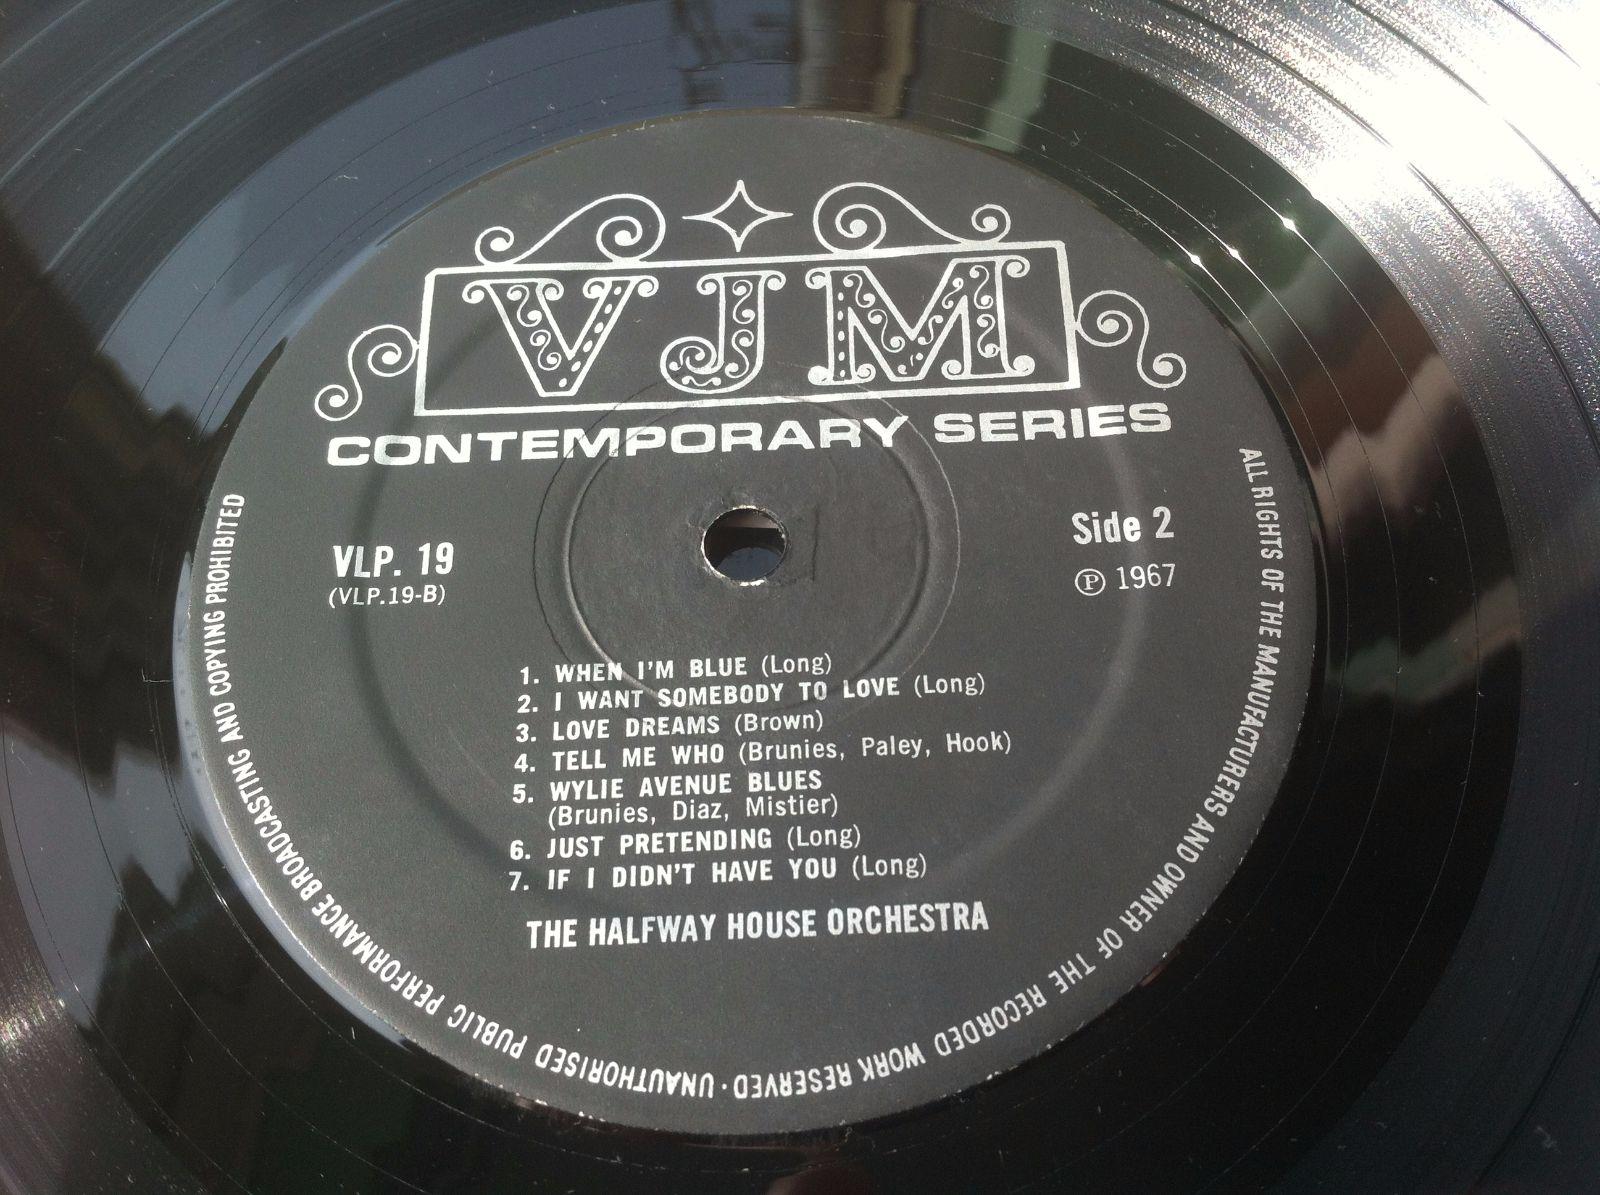 VJM
CONTEMPORARY SERIES
VLP. 19
(VLP.19-B)
Side 2
Ⓟ 1967
1. WHEN I'M BLUE (Long)
2. I WANT SOMEBODY TO LOVE (Long)
3. LOVE DREAMS (Brown)
4. TELL ME WHO (Brunies, Paley, Hook)
5. WYLIE AVENUE BLUES
(Brunies, Diaz, Mistier)
6. JUST PRETENDING (Long)
7. IF I DIDN'T HAVE YOU (Long)
THE HALFWAY HOUSE ORCHESTRA
ALL RIGHTS OF THE MANUFACTURERS AND OWNER OF THE RECORDED WORK RESERVED · UNAUTHORISED PUBLIC PERFORMANCE BROADCASTING AND COPYING PROHIBITED